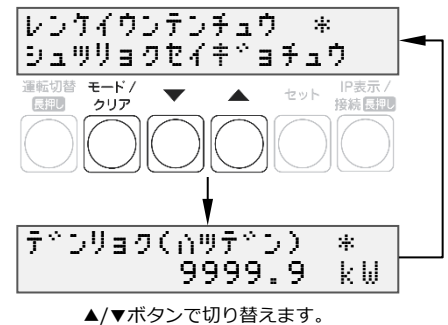 レンケイウンテンチュウ *
シュツリョクセイギョチュウ
運転切替 長押し
モード/クリア
▼
▲
セット
IP表示/接続 長押し
デンリョク(ハツデン) *
9999.9 kW
▲/▼ボタンで切り替えます。